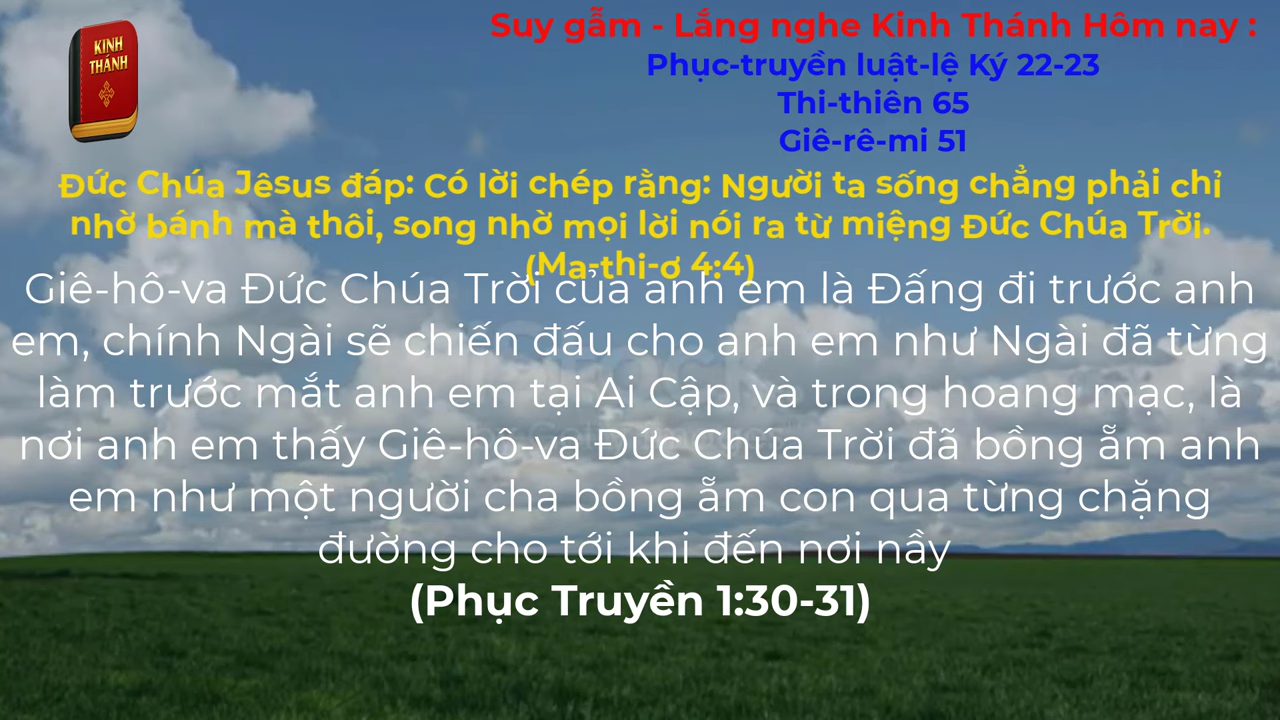 KINH
THÁNH
Suy gẫm - Lắng nghe Kinh Thánh Hôm nay :
Phục-truyền luật-lệ Ký 22-23
Thi-thiên 65
Giê-rê-mi 51
Đức Chúa Jêsus đáp: Có lời chép rằng: Người ta sống chẳng phải chỉ
nhờ bánh mà thôi, song nhờ mọi lời nói ra từ miệng Đức Chúa Trời.
(Ma-thi-ơ 4:4)
Giê-hô-va Đức Chúa Trời của anh em là Đấng đi trước anh
em, chính Ngài sẽ chiến đấu cho anh em như Ngài đã từng
làm trước mắt anh em tại Ai Cập, và trong hoang mạc, là
nơi anh em thấy Giê-hô-va Đức Chúa Trời đã bồng ẵm anh
em như một người cha bồng ẵm con qua từng chặng
đường cho tới khi đến nơi nầy
(Phục Truyền 1:30-31)